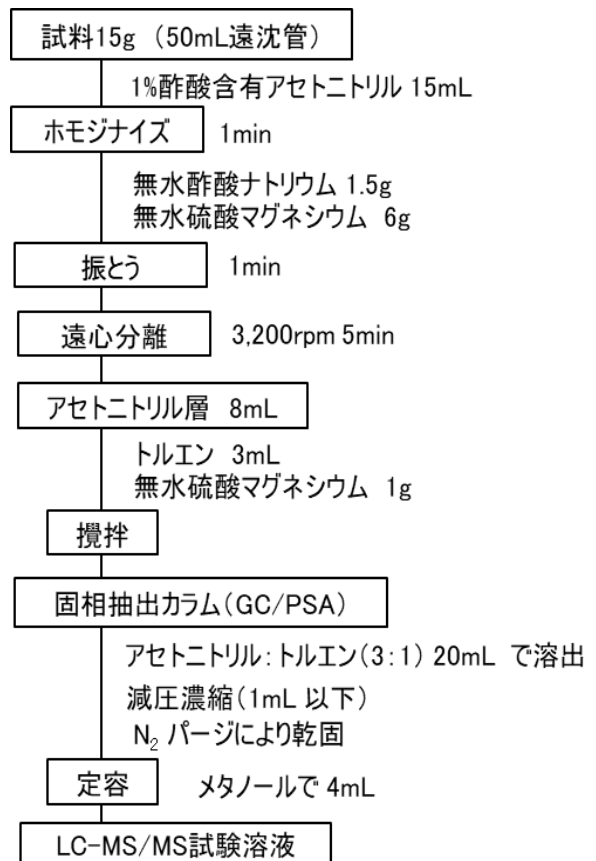 試料15g （50mL遠沈管）
1%酢酸含有アセトニトリル 15mL
ホモジナイズ 1min
無水酢酸ナトリウム 1.5g
無水硫酸マグネシウム 6g
振とう 1min
遠心分離 3,200rpm 5min
アセトニトリル層 8mL
トルエン 3mL
無水硫酸マグネシウム 1g
攪拌
固相抽出カラム（GC/PSA）
アセトニトリル：トルエン（3：1） 20mL で溶出
減圧濃縮（1mL 以下）
N₂ パージにより乾固
定容 メタノールで 4mL
LC-MS/MS試験溶液